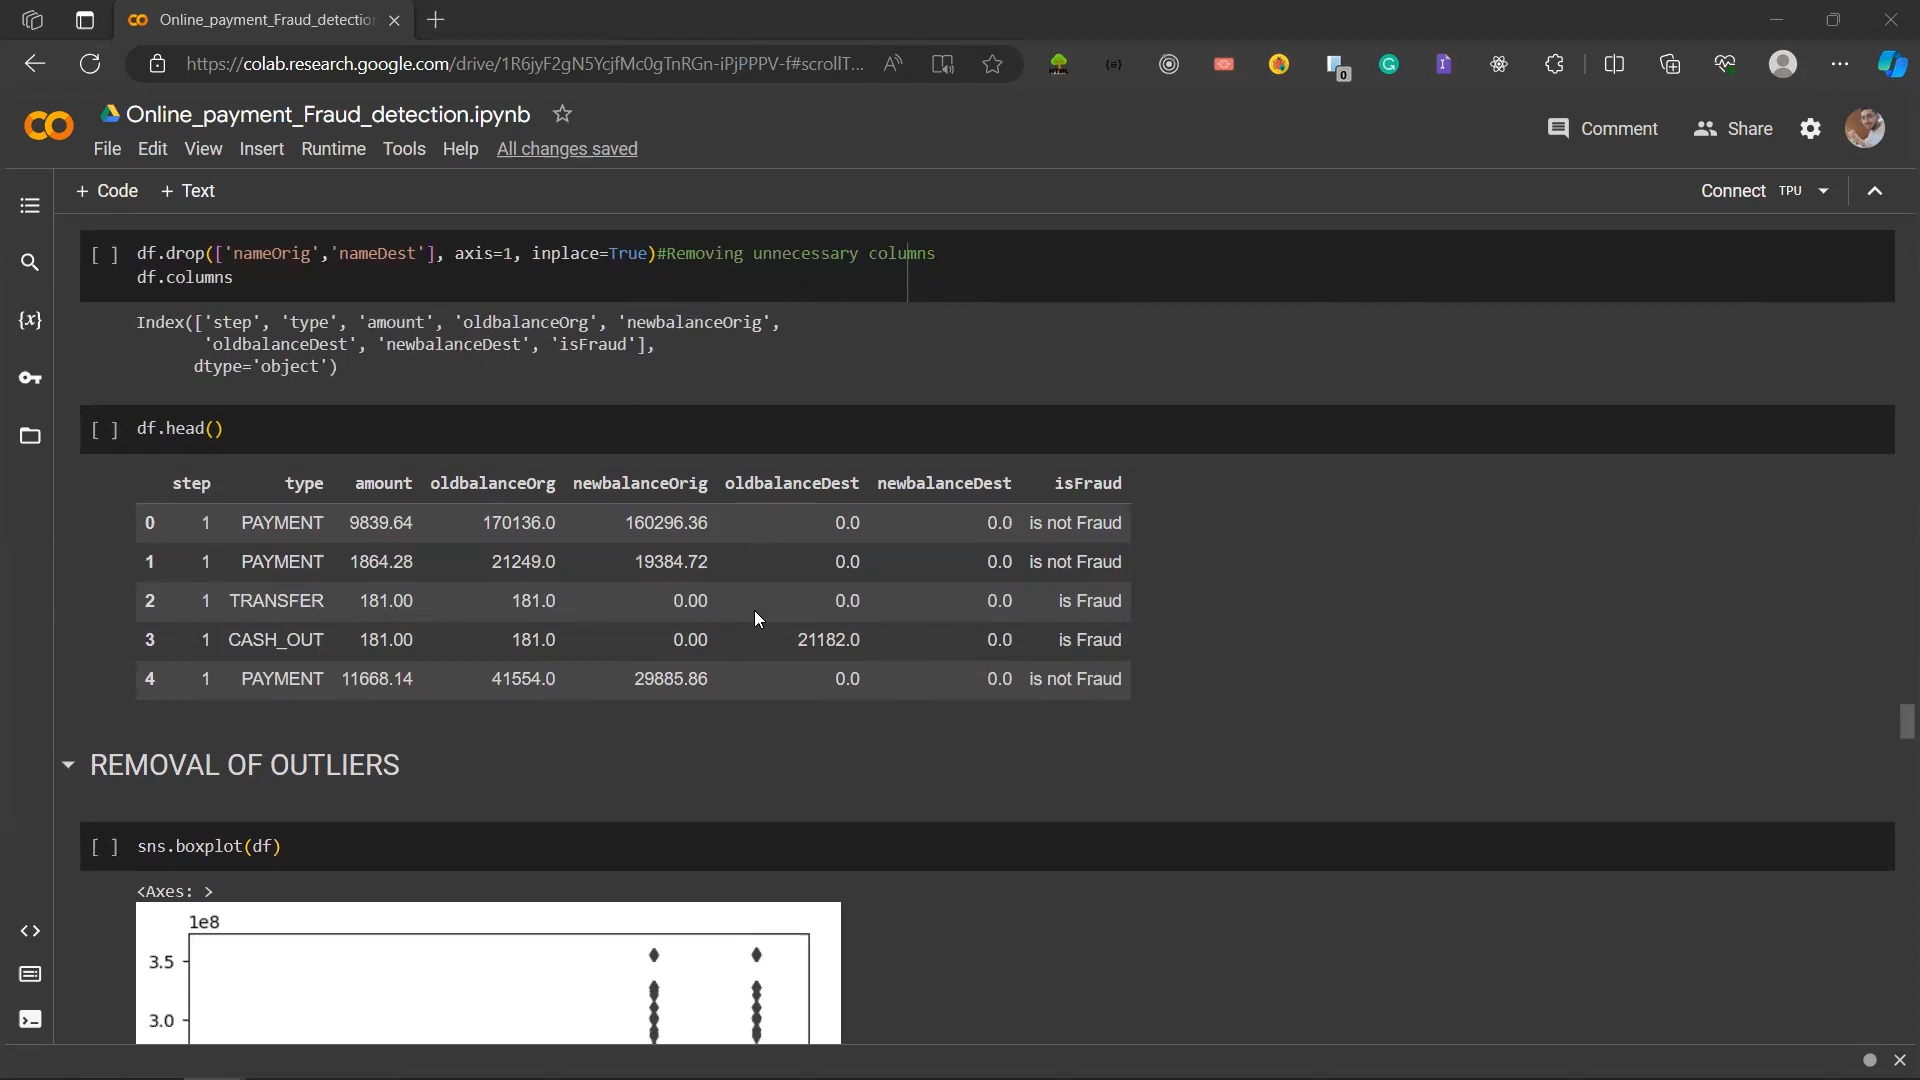 Online_payment_Fraud_detectio
https://colab.research.google.com/drive/1R6jyF2gN5YcjfMc0gTnRGn-iPjPPPV-f#scrollT...
0
Online_payment_Fraud_detection.ipynb
File Edit View Insert Runtime Tools Help All changes saved
Comment Share
+ Code + Text
Connect TPU
[ ] df.drop(['nameOrig','nameDest'], axis=1, inplace=True)#Removing unnecessary columns
df.columns
Index(['step', 'type', 'amount', 'oldbalanceOrg', 'newbalanceOrig',
'oldbalanceDest', 'newbalanceDest', 'isFraud'],
dtype='object')
[ ] df.head()
step type amount oldbalanceOrg newbalanceOrig oldbalanceDest newbalanceDest isFraud
0 1 PAYMENT 9839.64 170136.0 160296.36 0.0 0.0 is not Fraud
1 1 PAYMENT 1864.28 21249.0 19384.72 0.0 0.0 is not Fraud
2 1 TRANSFER 181.00 181.0 0.00 0.0 0.0 is Fraud
3 1 CASH_OUT 181.00 181.0 0.00 21182.0 0.0 is Fraud
4 1 PAYMENT 11668.14 41554.0 29885.86 0.0 0.0 is not Fraud
REMOVAL OF OUTLIERS
[ ] sns.boxplot(df)
<Axes: >
1e8
3.5
3.0